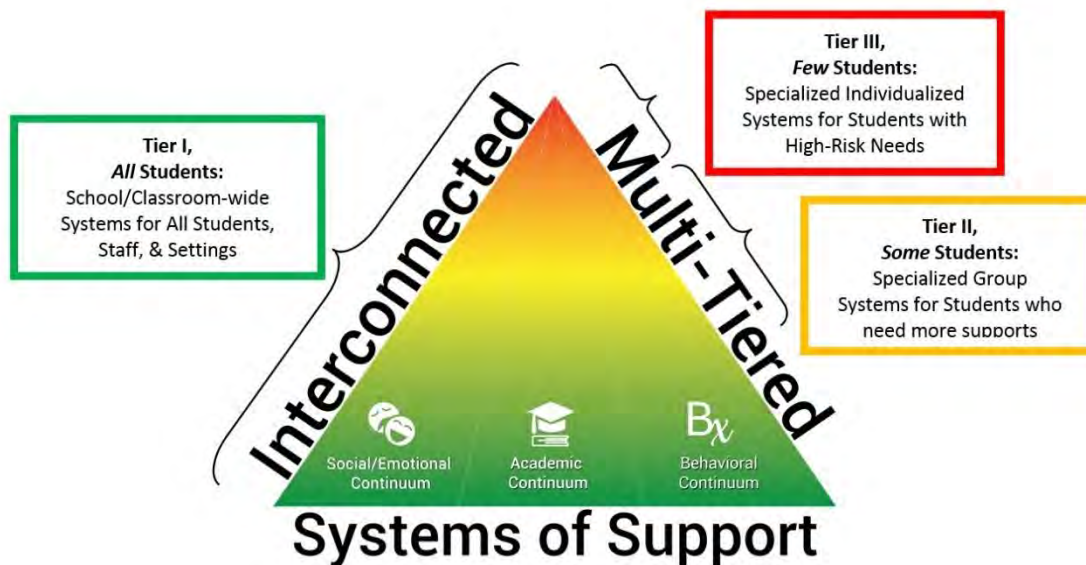 Tier I,
All Students:
School/Classroom-wide
Systems for All Students,
Staff, & Settings
Tier III,
Few Students:
Specialized Individualized
Systems for Students with
High-Risk Needs
Tier II,
Some Students:
Specialized Group
Systems for Students who
need more supports
Interconnected
Multi-Tiered
Social/Emotional
Continuum
Academic
Continuum
Bx
Behavioral
Continuum
Systems of Support